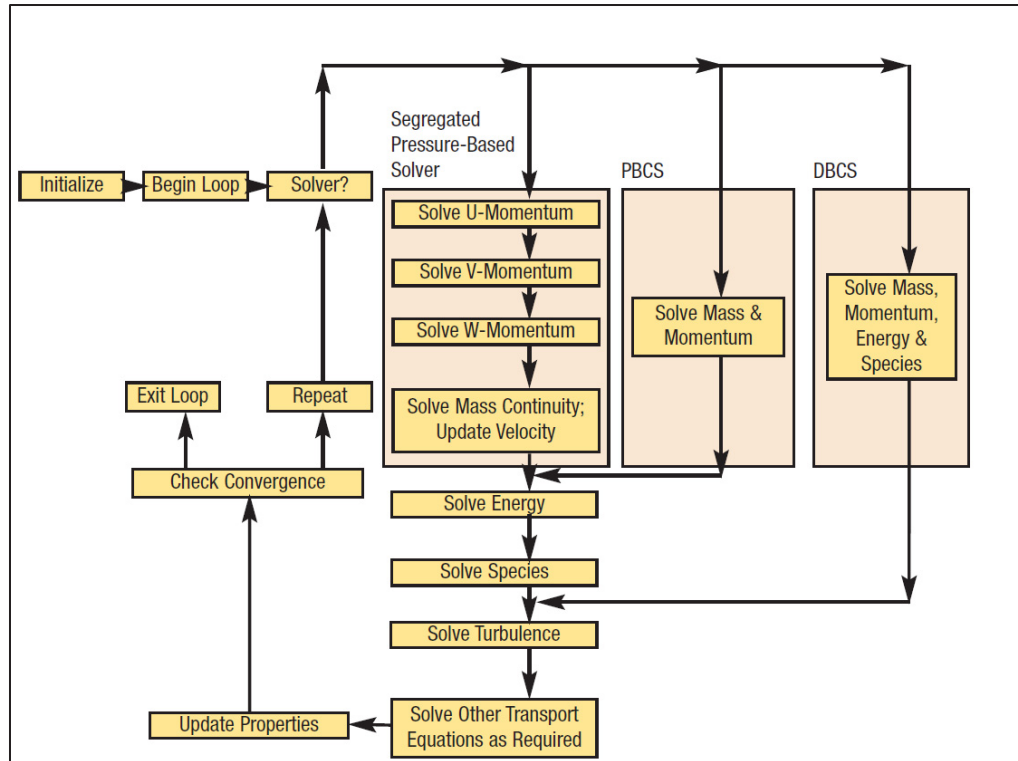 Segregated
Pressure-Based
Solver
PBCS
DBCS
Initialize
Begin Loop
Solver?
Solve U-Momentum
Solve V-Momentum
Solve W-Momentum
Solve Mass Continuity;
Update Velocity
Solve Mass &
Momentum
Solve Mass,
Momentum,
Energy &
Species
Exit Loop
Repeat
Check Convergence
Solve Energy
Solve Species
Solve Turbulence
Solve Other Transport
Equations as Required
Update Properties